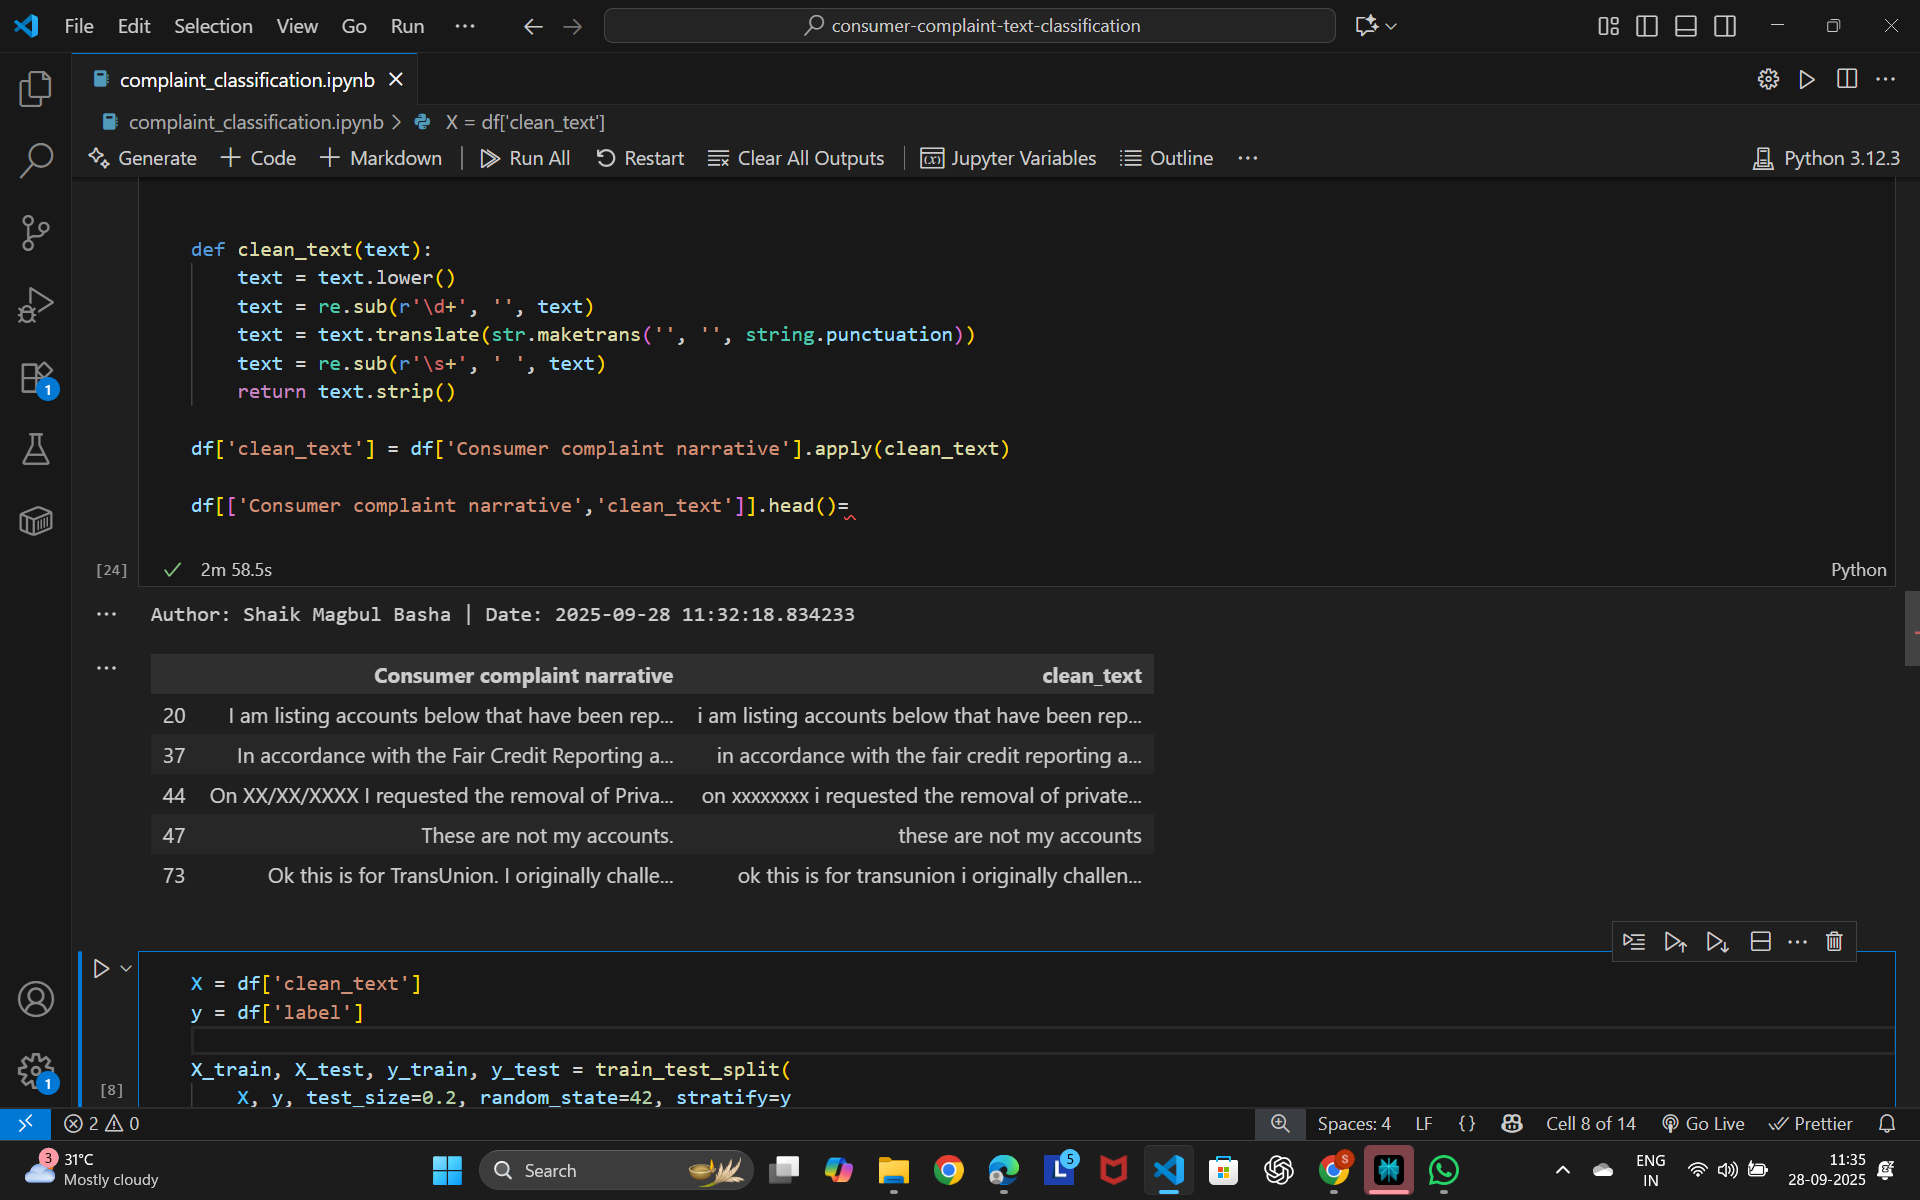 File Edit Selection View Go Run ··· consumer-complaint-text-classification
complaint_classification.ipynb
complaint_classification.ipynb > X = df['clean_text']
Generate + Code + Markdown | Run All Restart Clear All Outputs | Jupyter Variables Outline ··· Python 3.12.3
def clean_text(text):
    text = text.lower()
    text = re.sub(r'\d+', '', text)
    text = text.translate(str.maketrans('', '', string.punctuation))
    text = re.sub(r'\s+', ' ', text)
    return text.strip()
df['clean_text'] = df['Consumer complaint narrative'].apply(clean_text)
df[['Consumer complaint narrative','clean_text']].head()=
[24] 2m 58.5s Python
Author: Shaik Magbul Basha | Date: 2025-09-28 11:32:18.834233
Consumer complaint narrative clean_text
20 I am listing accounts below that have been rep... i am listing accounts below that have been rep...
37 In accordance with the Fair Credit Reporting a... in accordance with the fair credit reporting a...
44 On XX/XX/XXXX I requested the removal of Priva... on xxxxxxxx i requested the removal of private...
47 These are not my accounts. these are not my accounts
73 Ok this is for TransUnion. I originally challe... ok this is for transunion i originally challen...
X = df['clean_text']
y = df['label']
X_train, X_test, y_train, y_test = train_test_split(
[8]
    X, y, test_size=0.2, random_state=42, stratify=y
1
1
2 0 Spaces: 4 LF {} Cell 8 of 14 Go Live Prettier
3 31°C
Mostly cloudy
Search
5
S
ENG
IN
11:35
28-09-2025